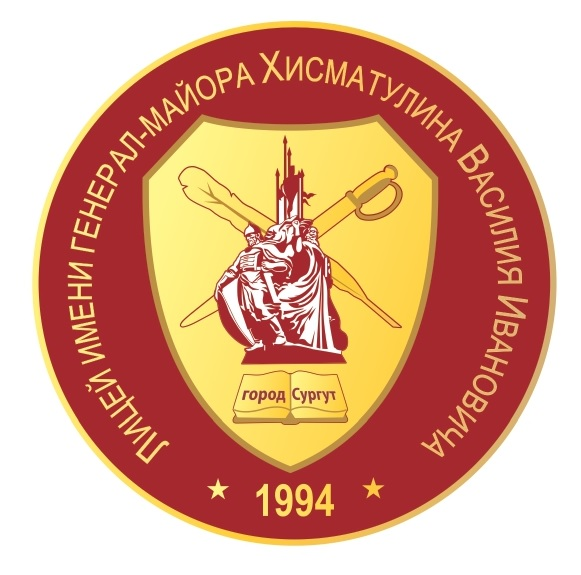 Лицей имени генерал-майора Хисматулина Василия Ивановича
город Сургут
1994